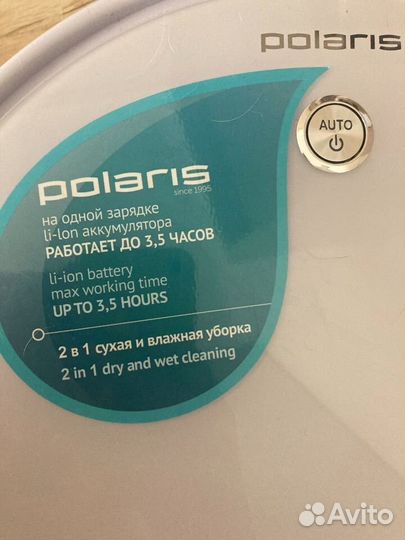 polaris
AUTO
polaris
since 1995
на одной зарядке
li-lon аккумулятора
РАБОТАЕТ ДО 3,5 ЧАСОВ
li-ion battery
max working time
UP TO 3,5 HOURS
2 в 1 сухая и влажная уборка
2 in 1 dry and wet cleaning
Avito